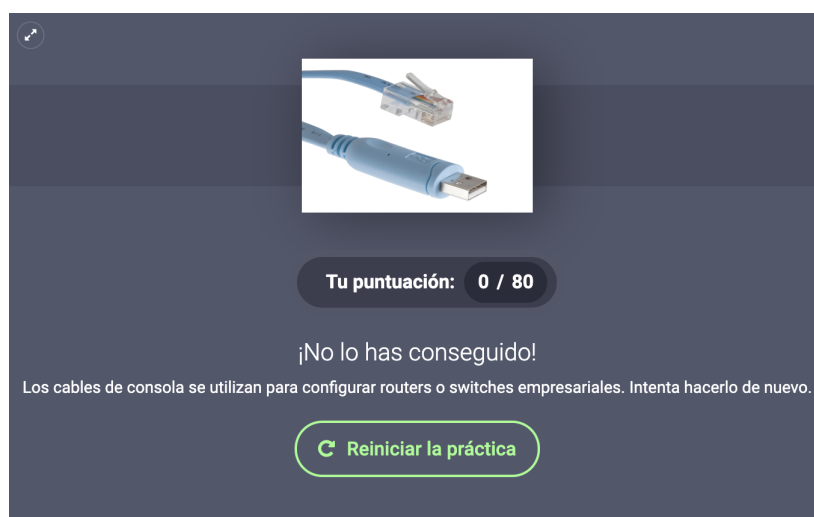 Tu puntuación: 0 / 80
¡No lo has conseguido!
Los cables de consola se utilizan para configurar routers o switches empresariales. Intenta hacerlo de nuevo.
Reiniciar la práctica